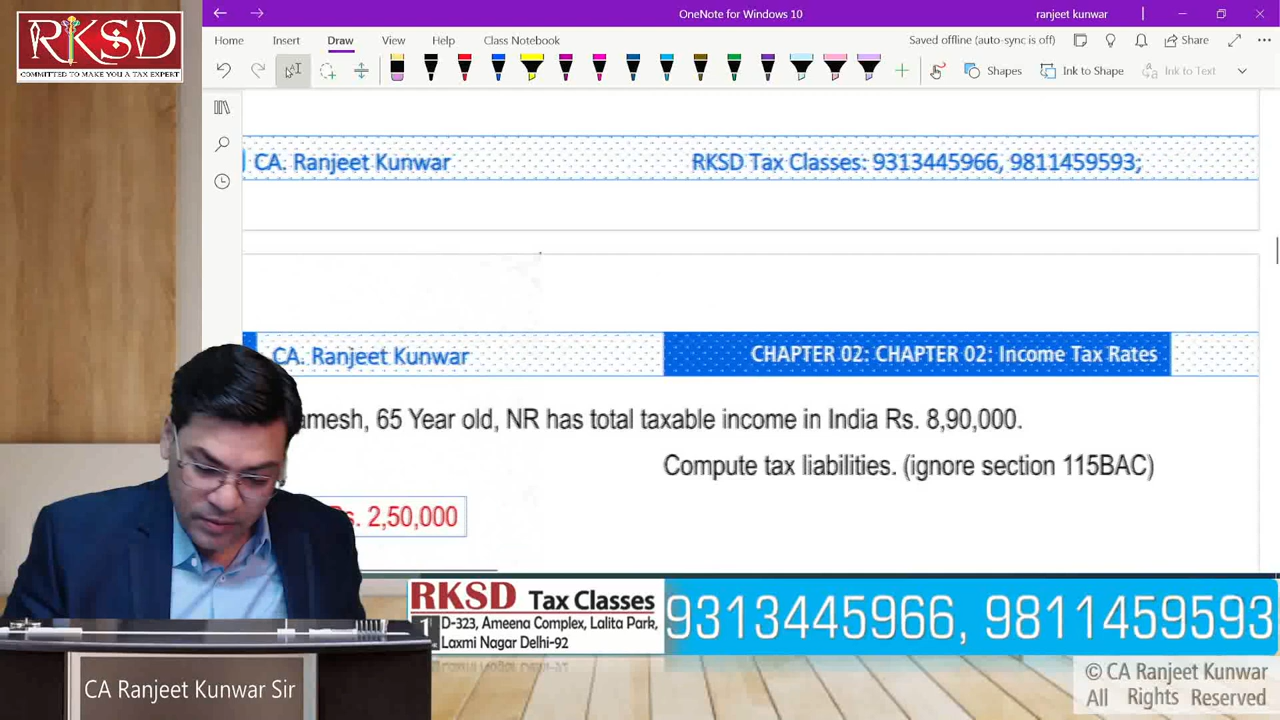 RKSD
COMMITTED TO MAKE YOU A TAX EXPERT
OneNote for Windows 10
ranjeet kunwar
Home Insert Draw View Help Class Notebook
Saved offline (auto-sync is off)
Share
Shapes
Ink to Shape
Ink to Text
CA. Ranjeet Kunwar
RKSD Tax Classes: 9313445966, 9811459593;
CA. Ranjeet Kunwar
CHAPTER 02: CHAPTER 02: Income Tax Rates
amesh, 65 Year old, NR has total taxable income in India Rs. 8,90,000.
Compute tax liabilities. (ignore section 115BAC)
Rs. 2,50,000
RKSD Tax Classes
D-323, Ameena Complex, Lalita Park,
Laxmi Nagar Delhi-92
9313445966, 9811459593
CA Ranjeet Kunwar Sir
© CA Ranjeet Kunwar
All Rights Reserved